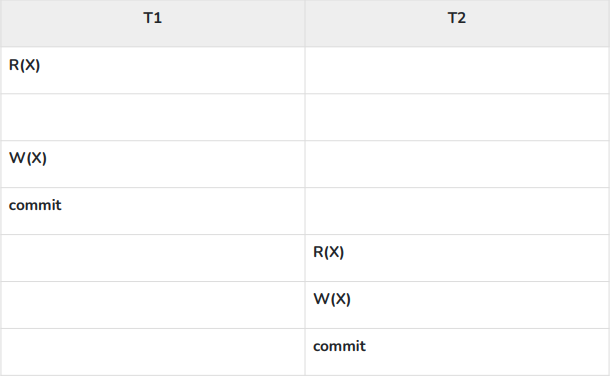 T1 T2
R(X)
W(X)
commit
R(X)
W(X)
commit